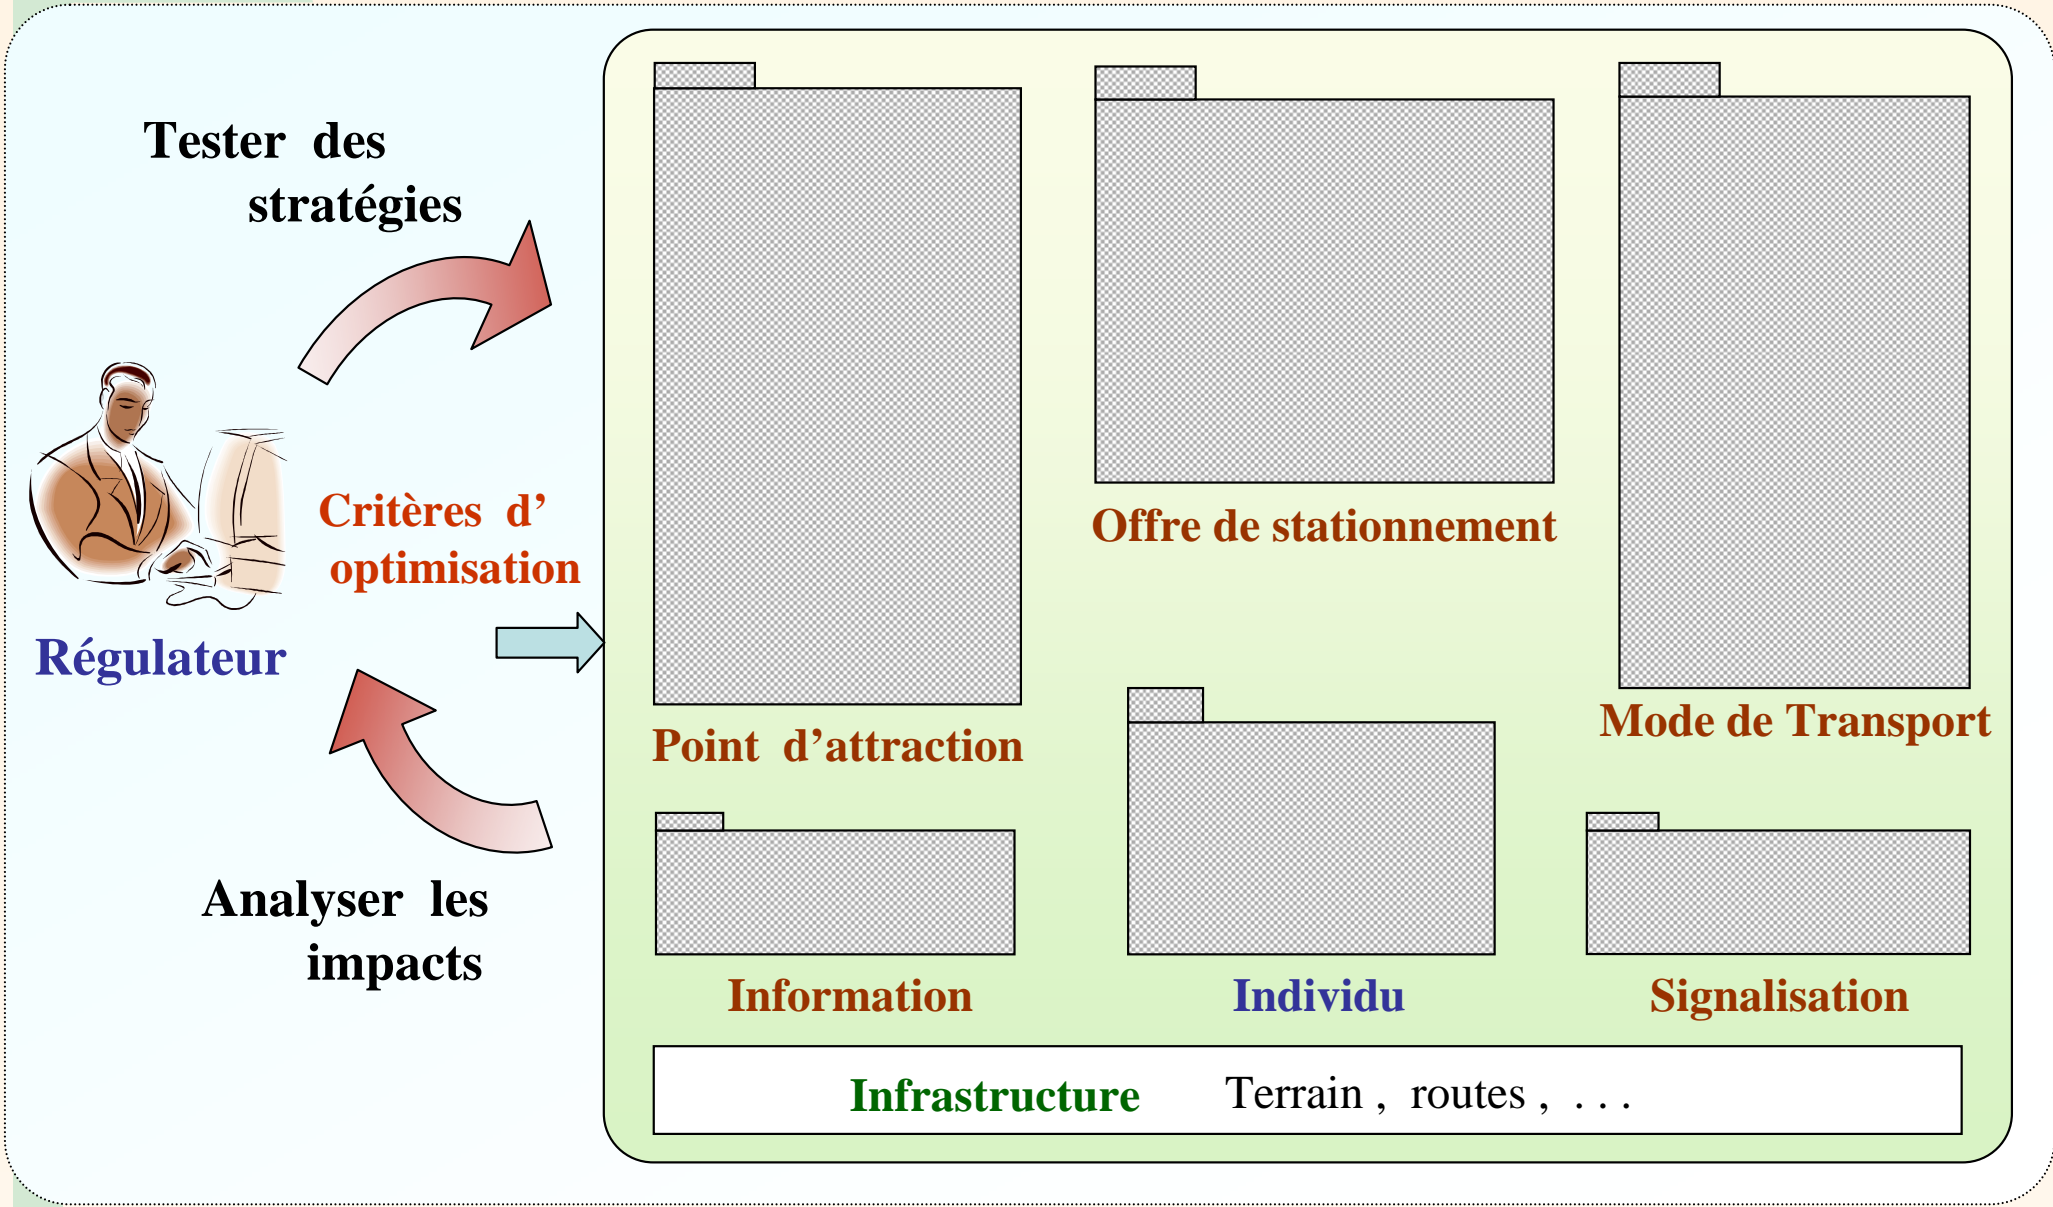 Tester des
stratégies
Critères d’
optimisation
Régulateur
Analyser les
impacts
Offre de stationnement
Point d’attraction
Mode de Transport
Information
Individu
Signalisation
Infrastructure Terrain , routes , . . .